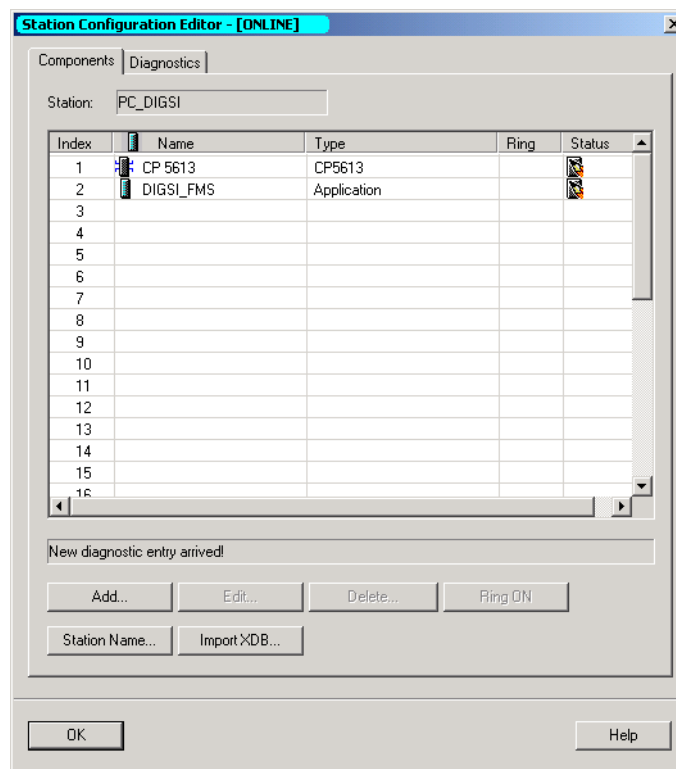 Station Configuration Editor - [ONLINE]
Components Diagnostics
Station: PC_DIGSI
Index Name Type Ring Status
1 CP 5613 CP5613
2 DIGSI_FMS Application
3
4
5
6
7
8
9
10
11
12
13
14
15
16
New diagnostic entry arrived!
Add... Edit... Delete... Ring ON
Station Name... Import XDB...
OK Help